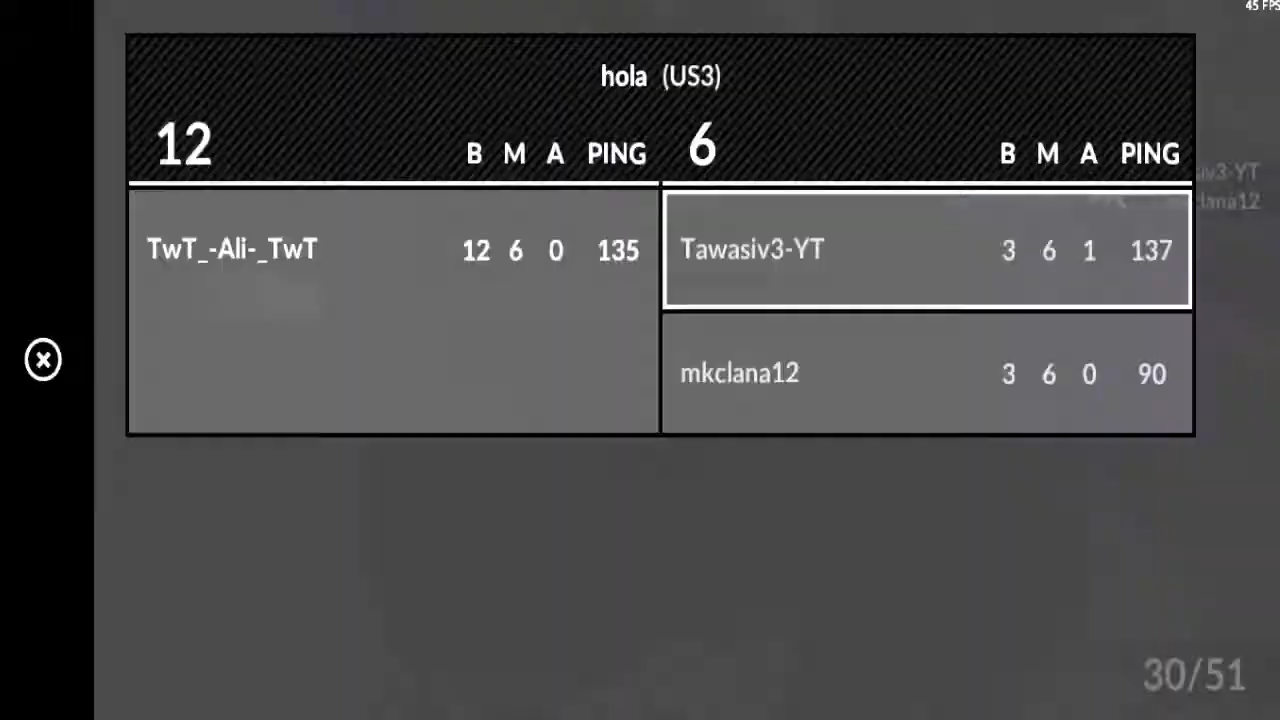 45 FPS
hola (US3)
12 B M A PING 6 B M A PING
TwT_-Ali-_TwT 12 6 0 135 Tawasiv3-YT 3 6 1 137
mkclana12 3 6 0 90
30/51